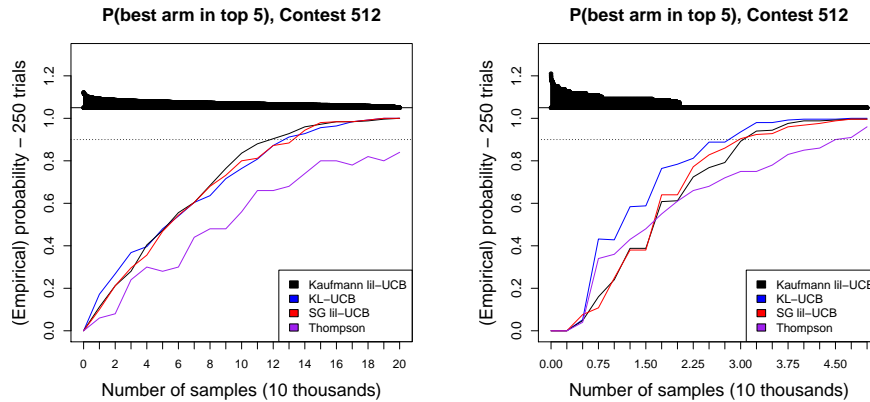 P(best arm in top 5), Contest 512
(Empirical) probability − 250 trials
1.2
1.0
0.8
0.6
0.4
0.2
0.0
Kaufmann lil−UCB
KL−UCB
SG lil−UCB
Thompson
0 2 4 6 8 10 12 14 16 18 20
Number of samples (10 thousands)
P(best arm in top 5), Contest 512
(Empirical) probability − 250 trials
1.2
1.0
0.8
0.6
0.4
0.2
0.0
Kaufmann lil−UCB
KL−UCB
SG lil−UCB
Thompson
0.00 0.75 1.50 2.25 3.00 3.75 4.50
Number of samples (10 thousands)